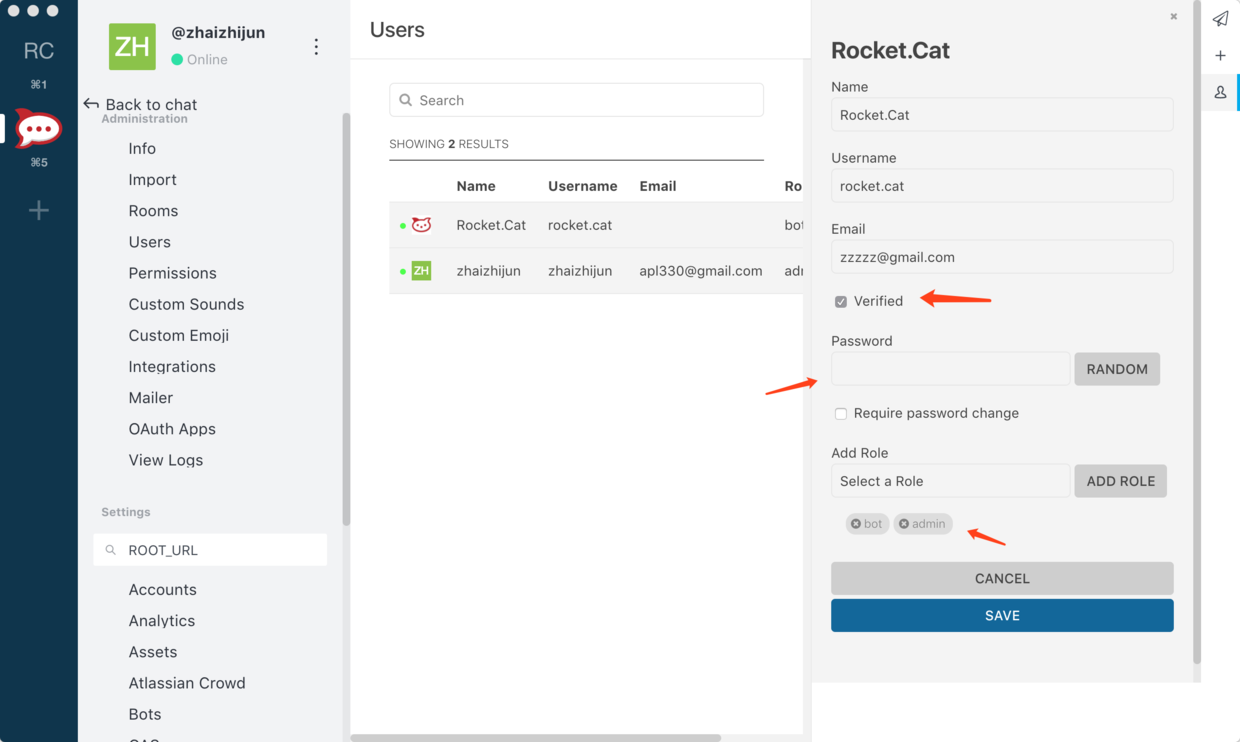 RC
⌘1
⌘5
ZH
@zhaizhijun
Online
Back to chat
Administration
Info
Import
Rooms
Users
Permissions
Custom Sounds
Custom Emoji
Integrations
Mailer
OAuth Apps
View Logs
Settings
ROOT_URL
Accounts
Analytics
Assets
Atlassian Crowd
Bots
Users
Search
SHOWING 2 RESULTS
Name Username Email Ro
Rocket.Cat rocket.cat bot
ZH zhaizhijun zhaizhijun apl330@gmail.com adm
Rocket.Cat
Name
Rocket.Cat
Username
rocket.cat
Email
zzzzz@gmail.com
Verified
Password
RANDOM
Require password change
Add Role
Select a Role ADD ROLE
bot admin
CANCEL
SAVE